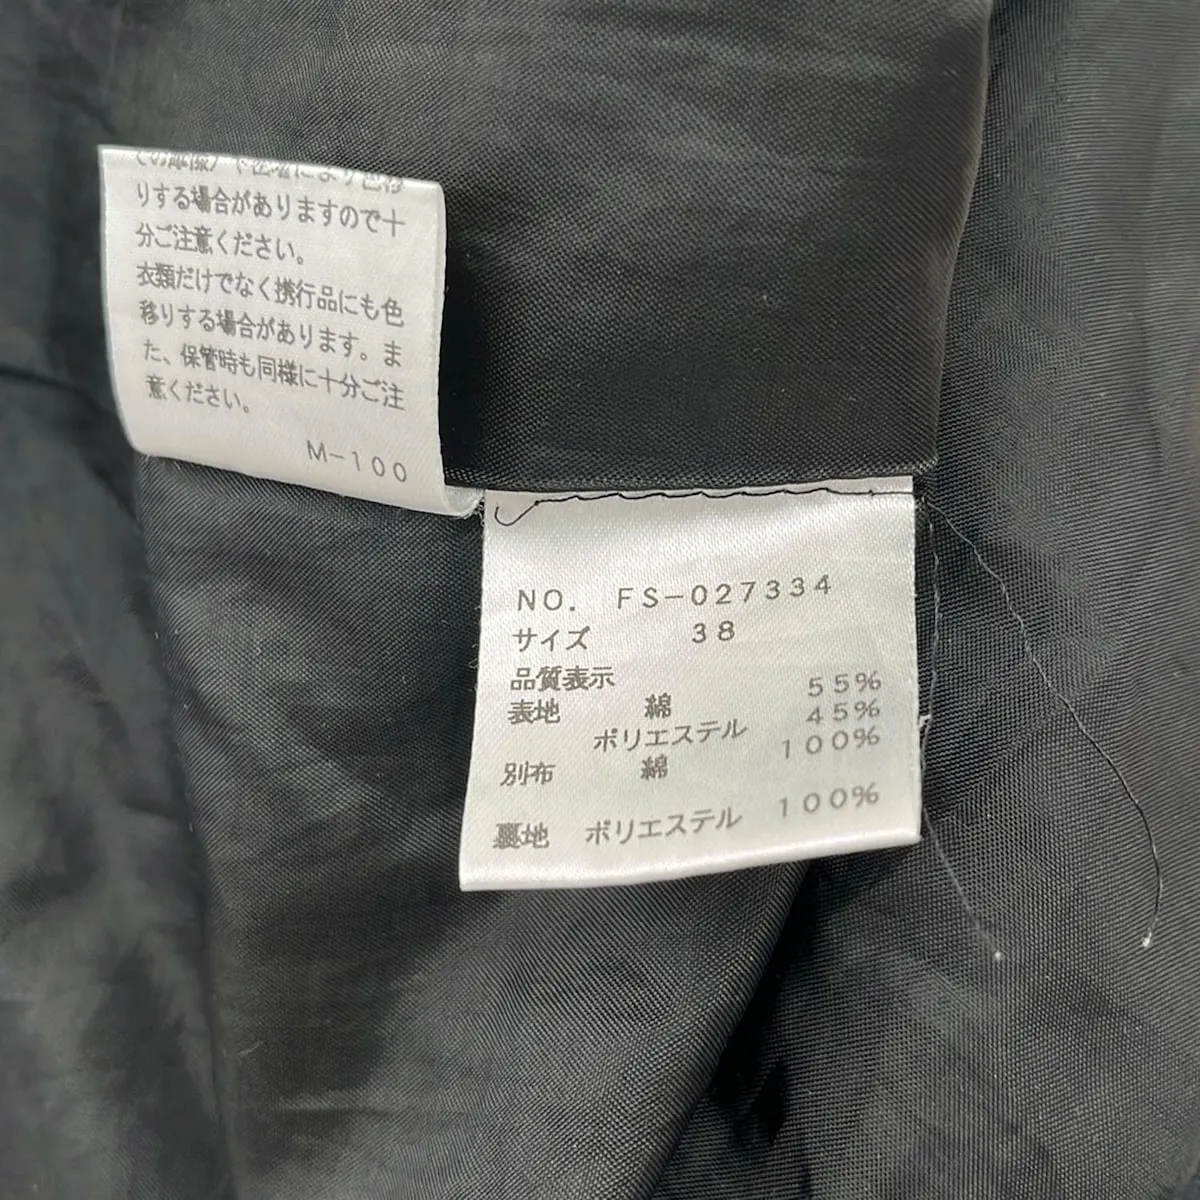 りする場合がありますので十
分ご注意ください。
衣類だけでなく携行品にも色
移りする場合があります。ま
た、保管時も同様に十分ご注
意ください。
M-100
NO. FS-027334
サイズ 38
品質表示
表地 綿 55%
ポリエステル 45%
別布 綿 100%
裏地 ポリエステル 100%